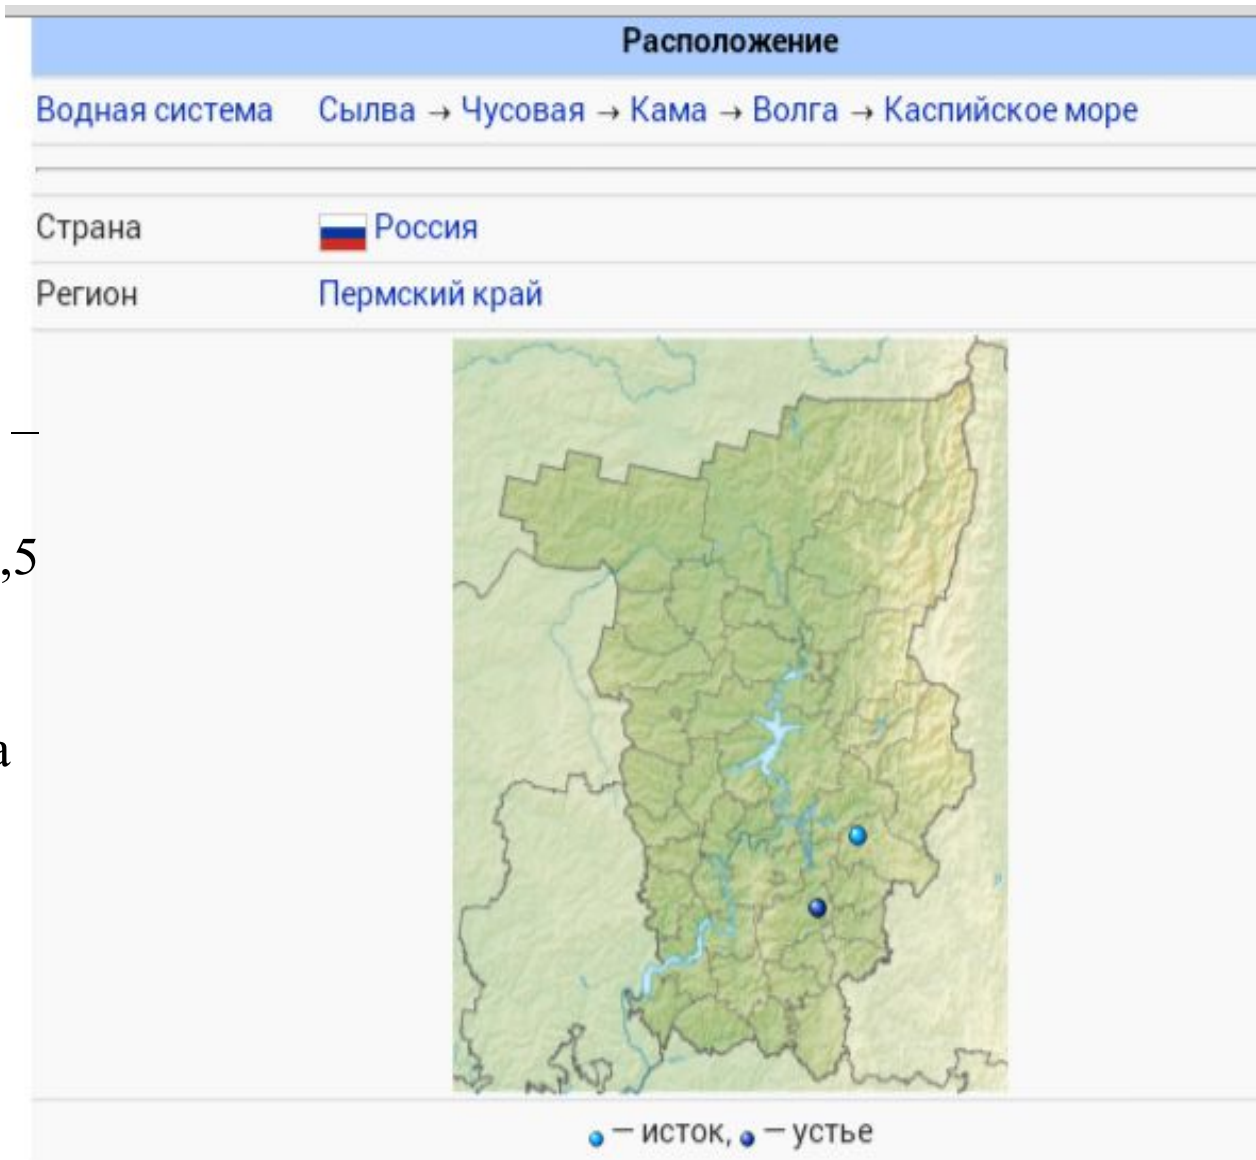 Расположение
Водная система Сылва → Чусовая → Кама → Волга → Каспийское море
Страна Россия
Регион Пермский край
–
,5
а
– исток, – устье